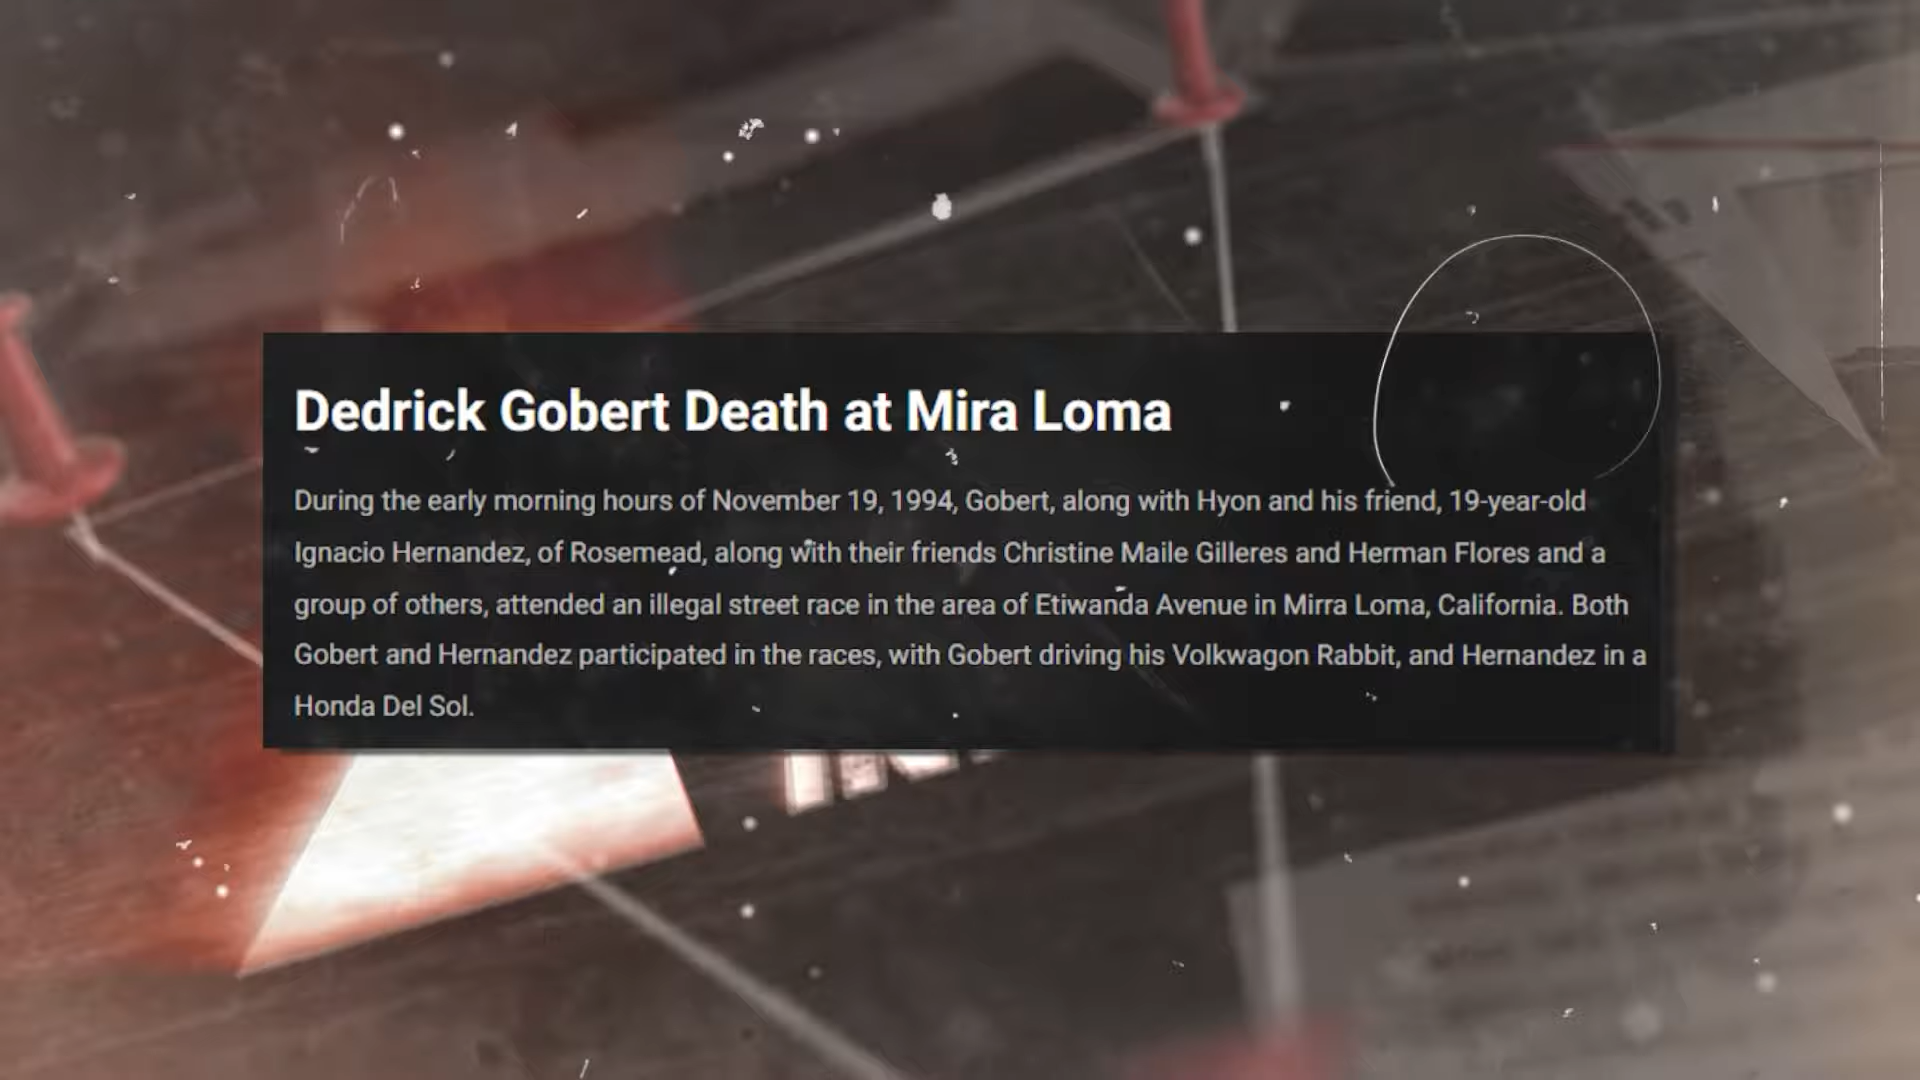 Dedrick Gobert Death at Mira Loma
During the early morning hours of November 19, 1994, Gobert, along with Hyon and his friend, 19-year-old
Ignacio Hernandez, of Rosemead, along with their friends Christine Maile Gilleres and Herman Flores and a
group of others, attended an illegal street race in the area of Etiwanda Avenue in Mirra Loma, California. Both
Gobert and Hernandez participated in the races, with Gobert driving his Volkwagon Rabbit, and Hernandez in a
Honda Del Sol.